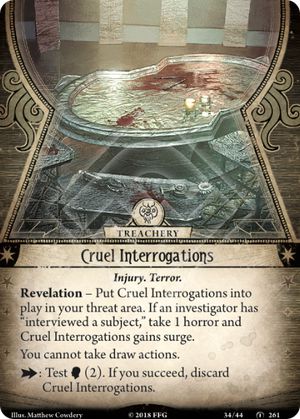 TREACHERY
Cruel Interrogations
Injury. Terror.
Revelation – Put Cruel Interrogations into
play in your threat area. If an investigator has
"interviewed a subject," take 1 horror and
Cruel Interrogations gains surge.
You cannot take draw actions.
: Test (2). If you succeed, discard
Cruel Interrogations.
Illus. Matthew Cowdery © 2018 FFG 34/44 261